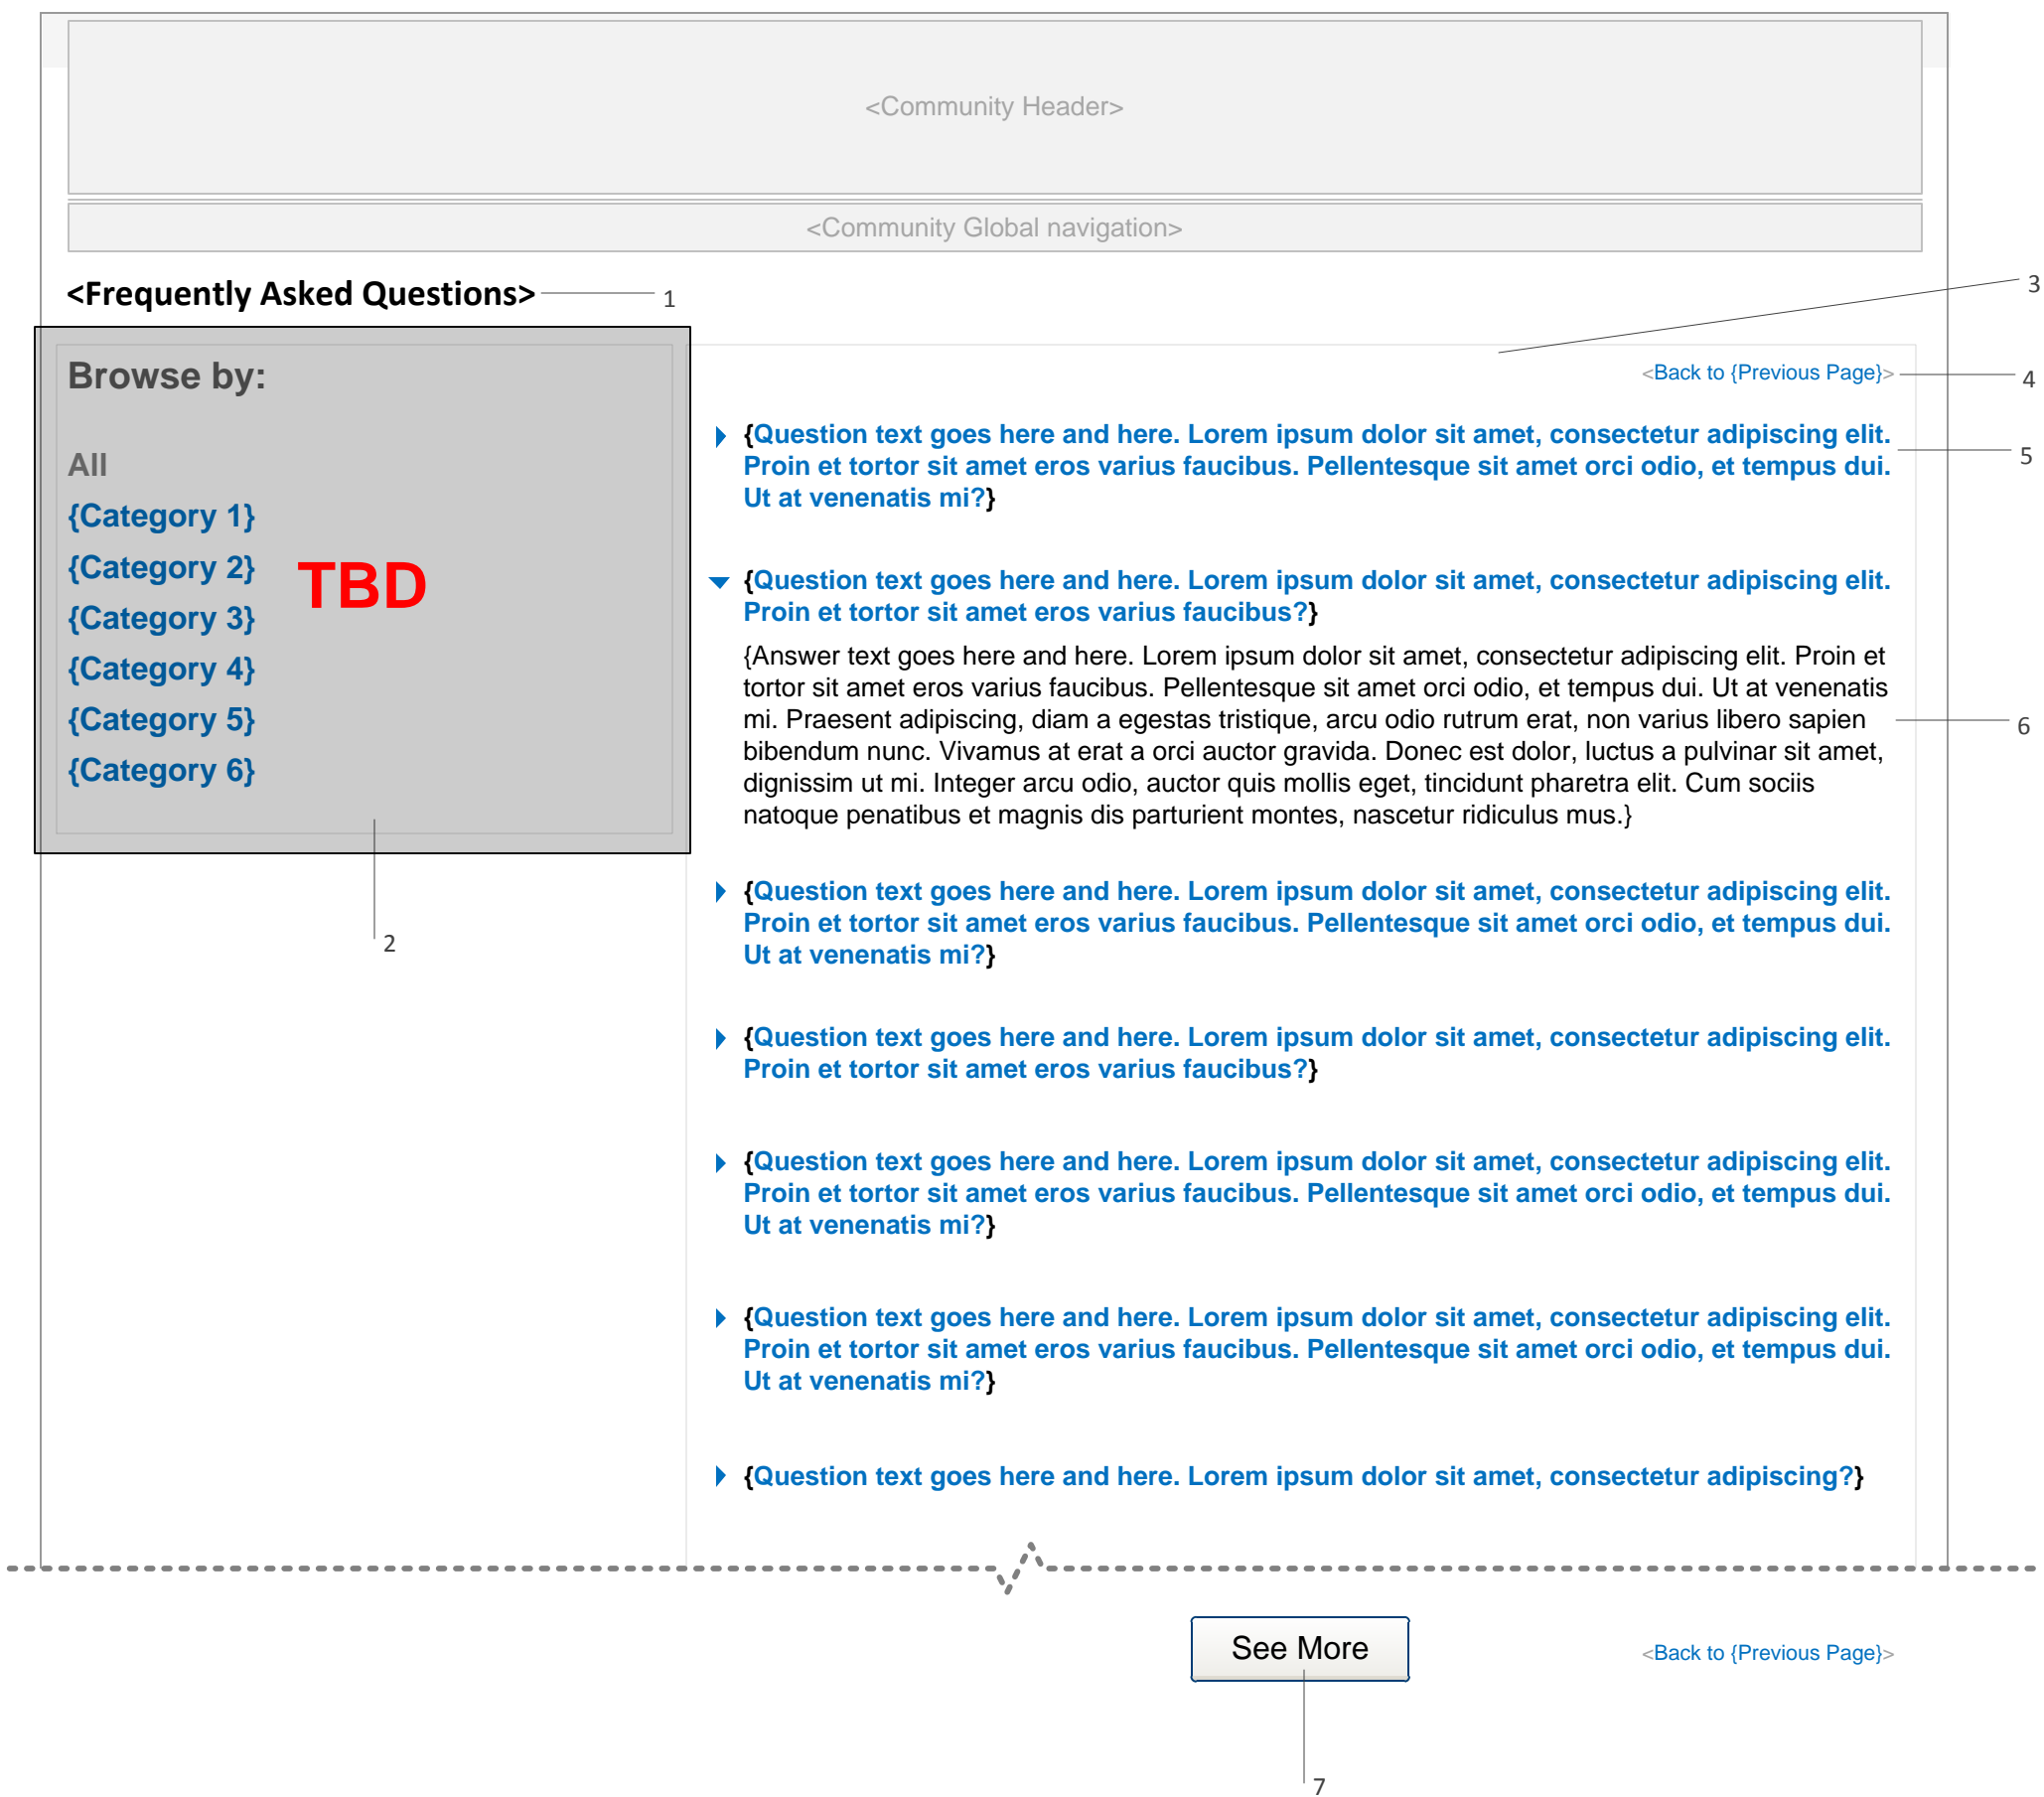 <Community Header>
<Community Global navigation>
<Frequently Asked Questions>
1
3
Browse by:
All
{Category 1}
{Category 2}
{Category 3}
{Category 4}
{Category 5}
{Category 6}
TBD
2
<Back to {Previous Page}>
4
{Question text goes here and here. Lorem ipsum dolor sit amet, consectetur adipiscing elit.
Proin et tortor sit amet eros varius faucibus. Pellentesque sit amet orci odio, et tempus dui.
Ut at venenatis mi?}
5
{Question text goes here and here. Lorem ipsum dolor sit amet, consectetur adipiscing elit.
Proin et tortor sit amet eros varius faucibus?}
{Answer text goes here and here. Lorem ipsum dolor sit amet, consectetur adipiscing elit. Proin et
tortor sit amet eros varius faucibus. Pellentesque sit amet orci odio, et tempus dui. Ut at venenatis
mi. Praesent adipiscing, diam a egestas tristique, arcu odio rutrum erat, non varius libero sapien
bibendum nunc. Vivamus at erat a orci auctor gravida. Donec est dolor, luctus a pulvinar sit amet,
dignissim ut mi. Integer arcu odio, auctor quis mollis eget, tincidunt pharetra elit. Cum sociis
natoque penatibus et magnis dis parturient montes, nascetur ridiculus mus.}
6
{Question text goes here and here. Lorem ipsum dolor sit amet, consectetur adipiscing elit.
Proin et tortor sit amet eros varius faucibus. Pellentesque sit amet orci odio, et tempus dui.
Ut at venenatis mi?}
{Question text goes here and here. Lorem ipsum dolor sit amet, consectetur adipiscing elit.
Proin et tortor sit amet eros varius faucibus?}
{Question text goes here and here. Lorem ipsum dolor sit amet, consectetur adipiscing elit.
Proin et tortor sit amet eros varius faucibus. Pellentesque sit amet orci odio, et tempus dui.
Ut at venenatis mi?}
{Question text goes here and here. Lorem ipsum dolor sit amet, consectetur adipiscing elit.
Proin et tortor sit amet eros varius faucibus. Pellentesque sit amet orci odio, et tempus dui.
Ut at venenatis mi?}
{Question text goes here and here. Lorem ipsum dolor sit amet, consectetur adipiscing?}
See More
<Back to {Previous Page}>
7